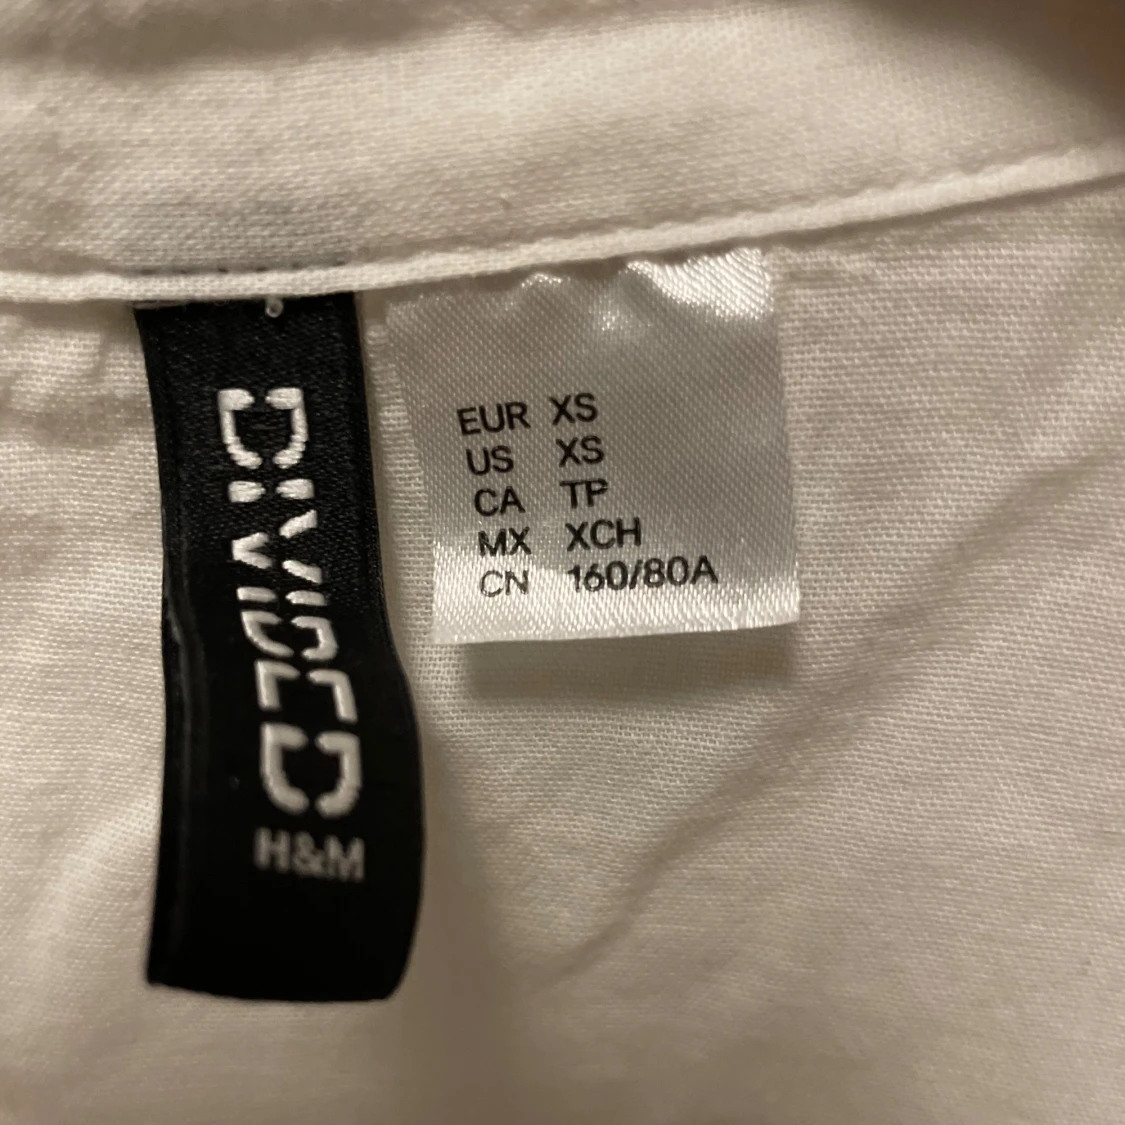 DIVIDED
H&M
EUR XS
US XS
CA TP
MX XCH
CN 160/80A